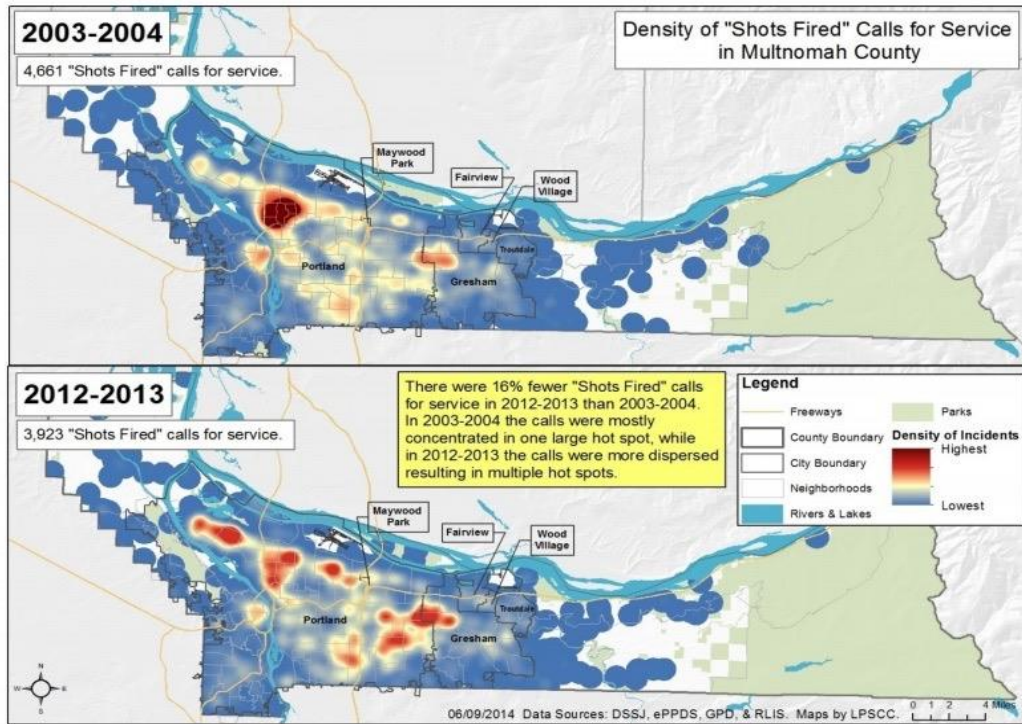 2003-2004
4,661 "Shots Fired" calls for service.
Density of "Shots Fired" Calls for Service
in Multnomah County
Maywood
Park
Fairview
Wood
Village
Troutdale
Portland
Gresham
2012-2013
3,923 "Shots Fired" calls for service.
There were 16% fewer "Shots Fired" calls
for service in 2012-2013 than 2003-2004.
In 2003-2004 the calls were mostly
concentrated in one large hot spot, while
in 2012-2013 the calls were more dispersed
resulting in multiple hot spots.
Legend
Freeways
County Boundary
City Boundary
Neighborhoods
Rivers & Lakes
Parks
Density of Incidents
Highest
Lowest
Maywood
Park
Fairview
Wood
Village
Troutdale
Portland
Gresham
N
W
E
S
0 1 2 4 Miles
06/09/2014 Data Sources: DSSJ, ePPDS, GPD, & RLIS. Maps by LPSCC.